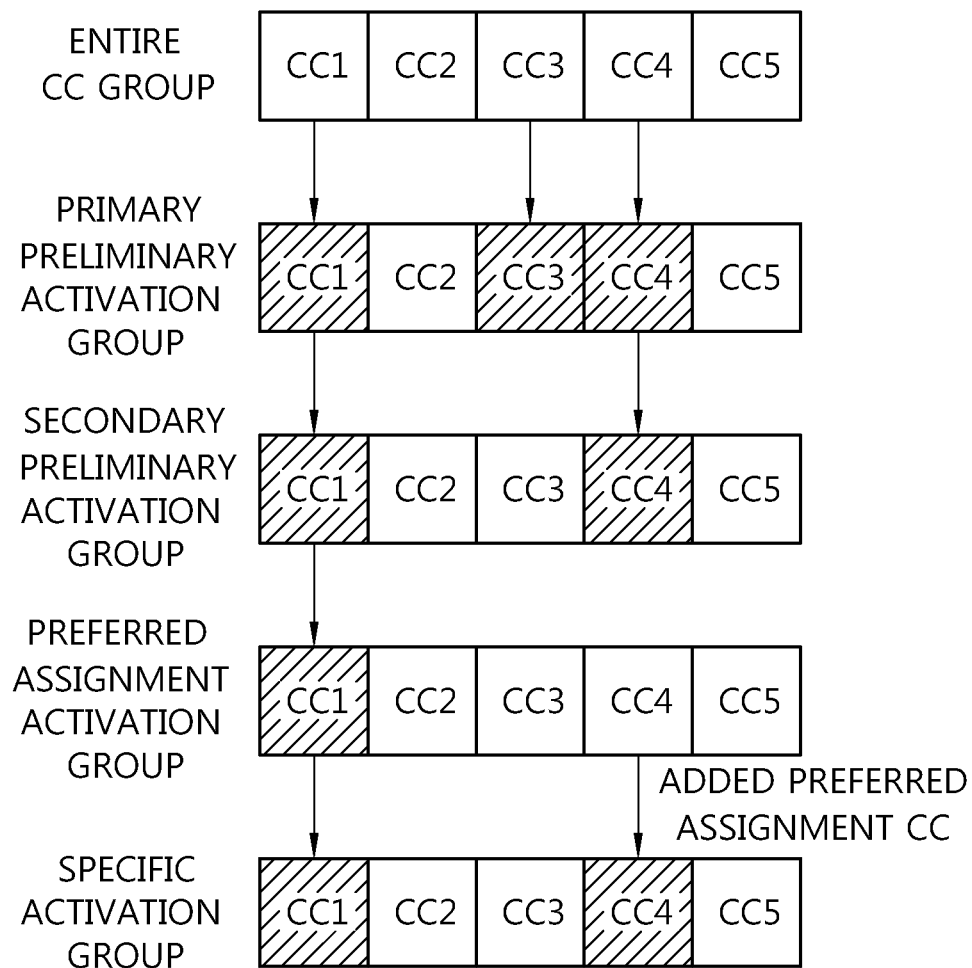 ENTIRE
CC GROUP
CC1 CC2 CC3 CC4 CC5
PRIMARY
PRELIMINARY
ACTIVATION
GROUP
CC1 CC2 CC3 CC4 CC5
SECONDARY
PRELIMINARY
ACTIVATION
GROUP
CC1 CC2 CC3 CC4 CC5
PREFERRED
ASSIGNMENT
ACTIVATION
GROUP
CC1 CC2 CC3 CC4 CC5
ADDED PREFERRED
ASSIGNMENT CC
SPECIFIC
ACTIVATION
GROUP
CC1 CC2 CC3 CC4 CC5